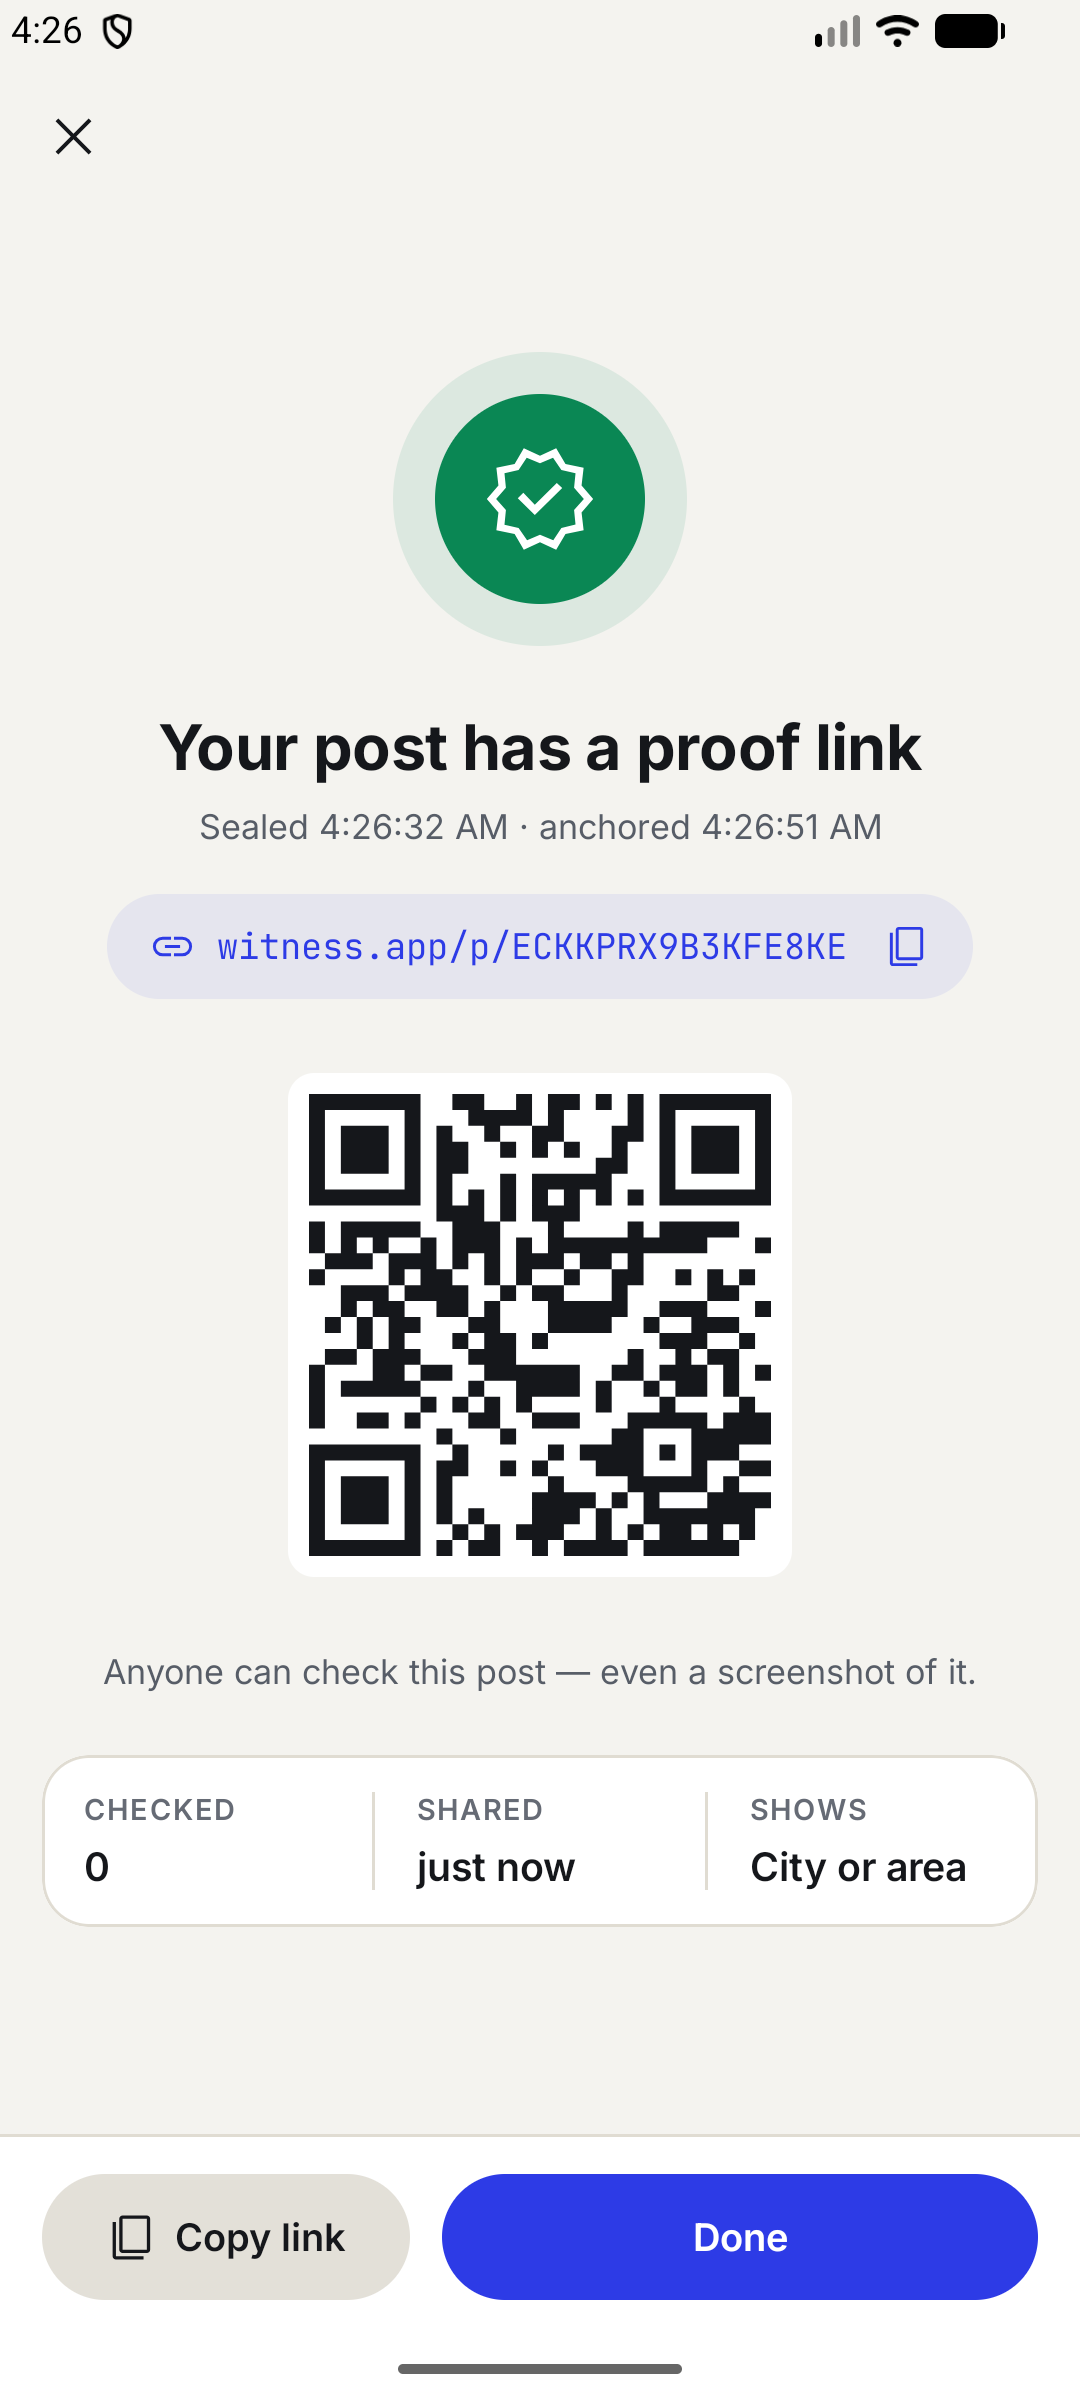 4:26
Your post has a proof link
Sealed 4:26:32 AM · anchored 4:26:51 AM
witness.app/p/ECKKPRX9B3KFE8KE
Anyone can check this post — even a screenshot of it.
CHECKED
0
SHARED
just now
SHOWS
City or area
Copy link
Done